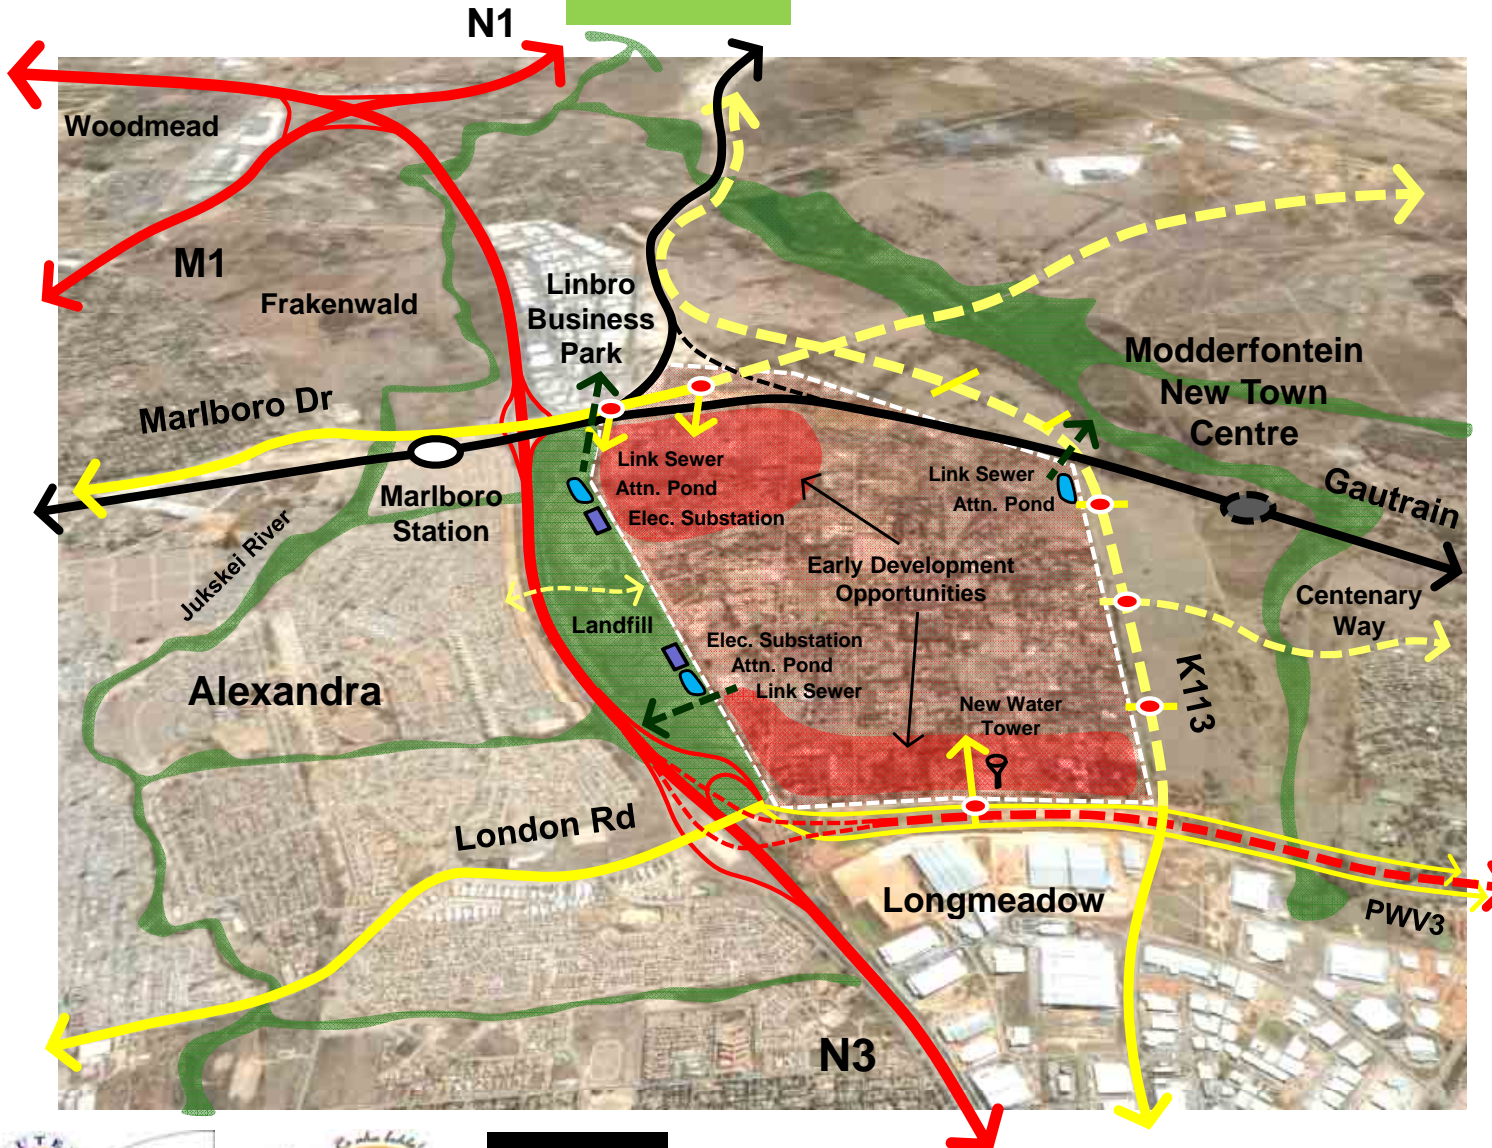 N1
Woodmead
M1
Frakenwald
Linbro
Business
Park
Modderfontein
New Town
Centre
Marlboro Dr
Link Sewer
Attn. Pond
Elec. Substation
Link Sewer
Attn. Pond
Gautrain
Marlboro
Station
Jukskei River
Early Development
Opportunities
Centenary
Way
Landfill
Elec. Substation
Attn. Pond
Link Sewer
K113
Alexandra
New Water
Tower
London Rd
Longmeadow
PWV3
N3